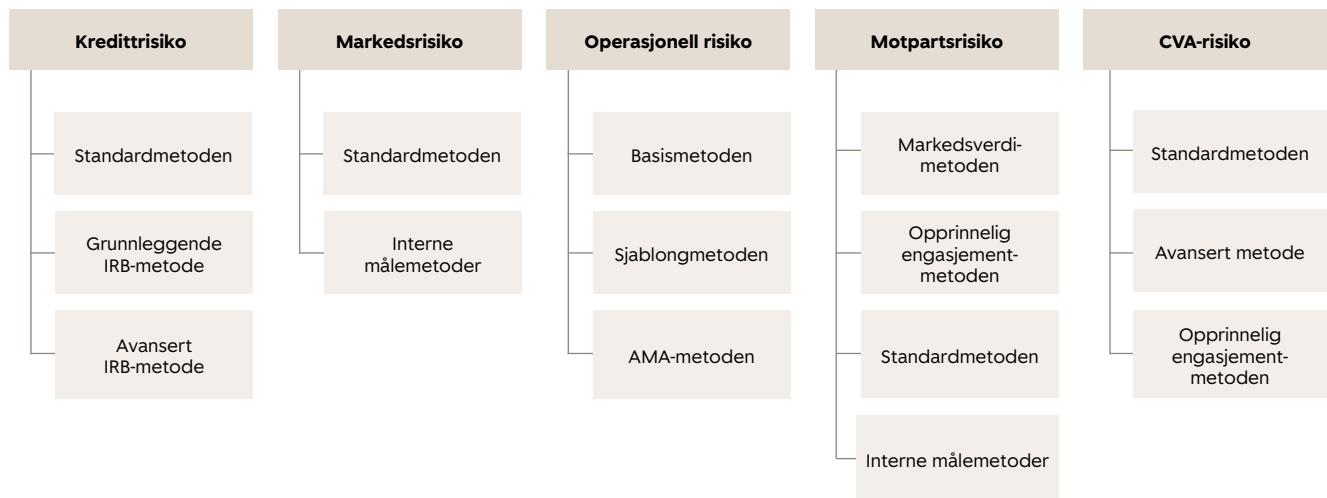 Kredittrisiko
Standardmetoden
Grunnleggende
IRB-metode
Avansert
IRB-metode
Markedsrisiko
Standardmetoden
Interne
målemetoder
Operasjonell risiko
Basismetoden
Sjablongmetoden
AMA-metoden
Motpartsrisiko
Markedsverdi-
metoden
Opprinnelig
engasjement-
metoden
Standardmetoden
Interne målemetoder
CVA-risiko
Standardmetoden
Avansert metode
Opprinnelig
engasjement-
metoden